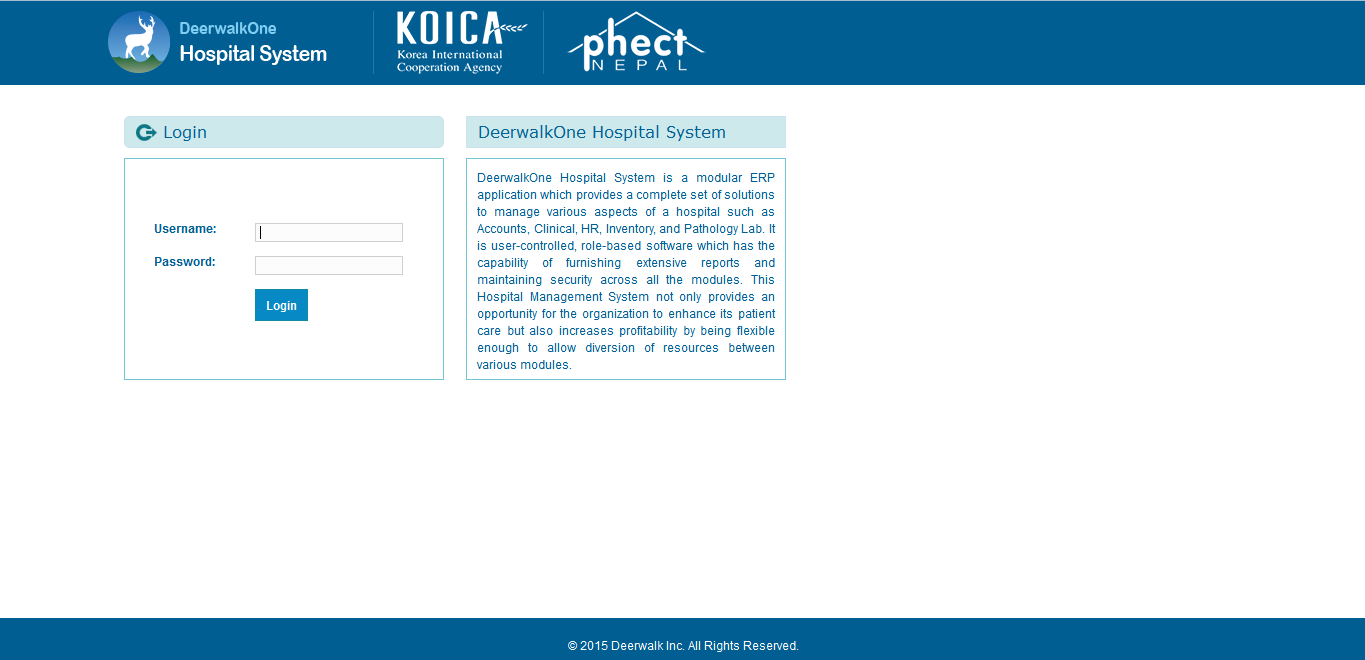 DeerwalkOne
Hospital System
KOICA
Korea International
Cooperation Agency
phect
NEPAL
Login
Username:
Password:
Login
DeerwalkOne Hospital System
DeerwalkOne Hospital System is a modular ERP
application which provides a complete set of solutions
to manage various aspects of a hospital such as
Accounts, Clinical, HR, Inventory, and Pathology Lab. It
is user-controlled, role-based software which has the
capability of furnishing extensive reports and
maintaining security across all the modules. This
Hospital Management System not only provides an
opportunity for the organization to enhance its patient
care but also increases profitability by being flexible
enough to allow diversion of resources between
various modules.
© 2015 Deerwalk Inc. All Rights Reserved.